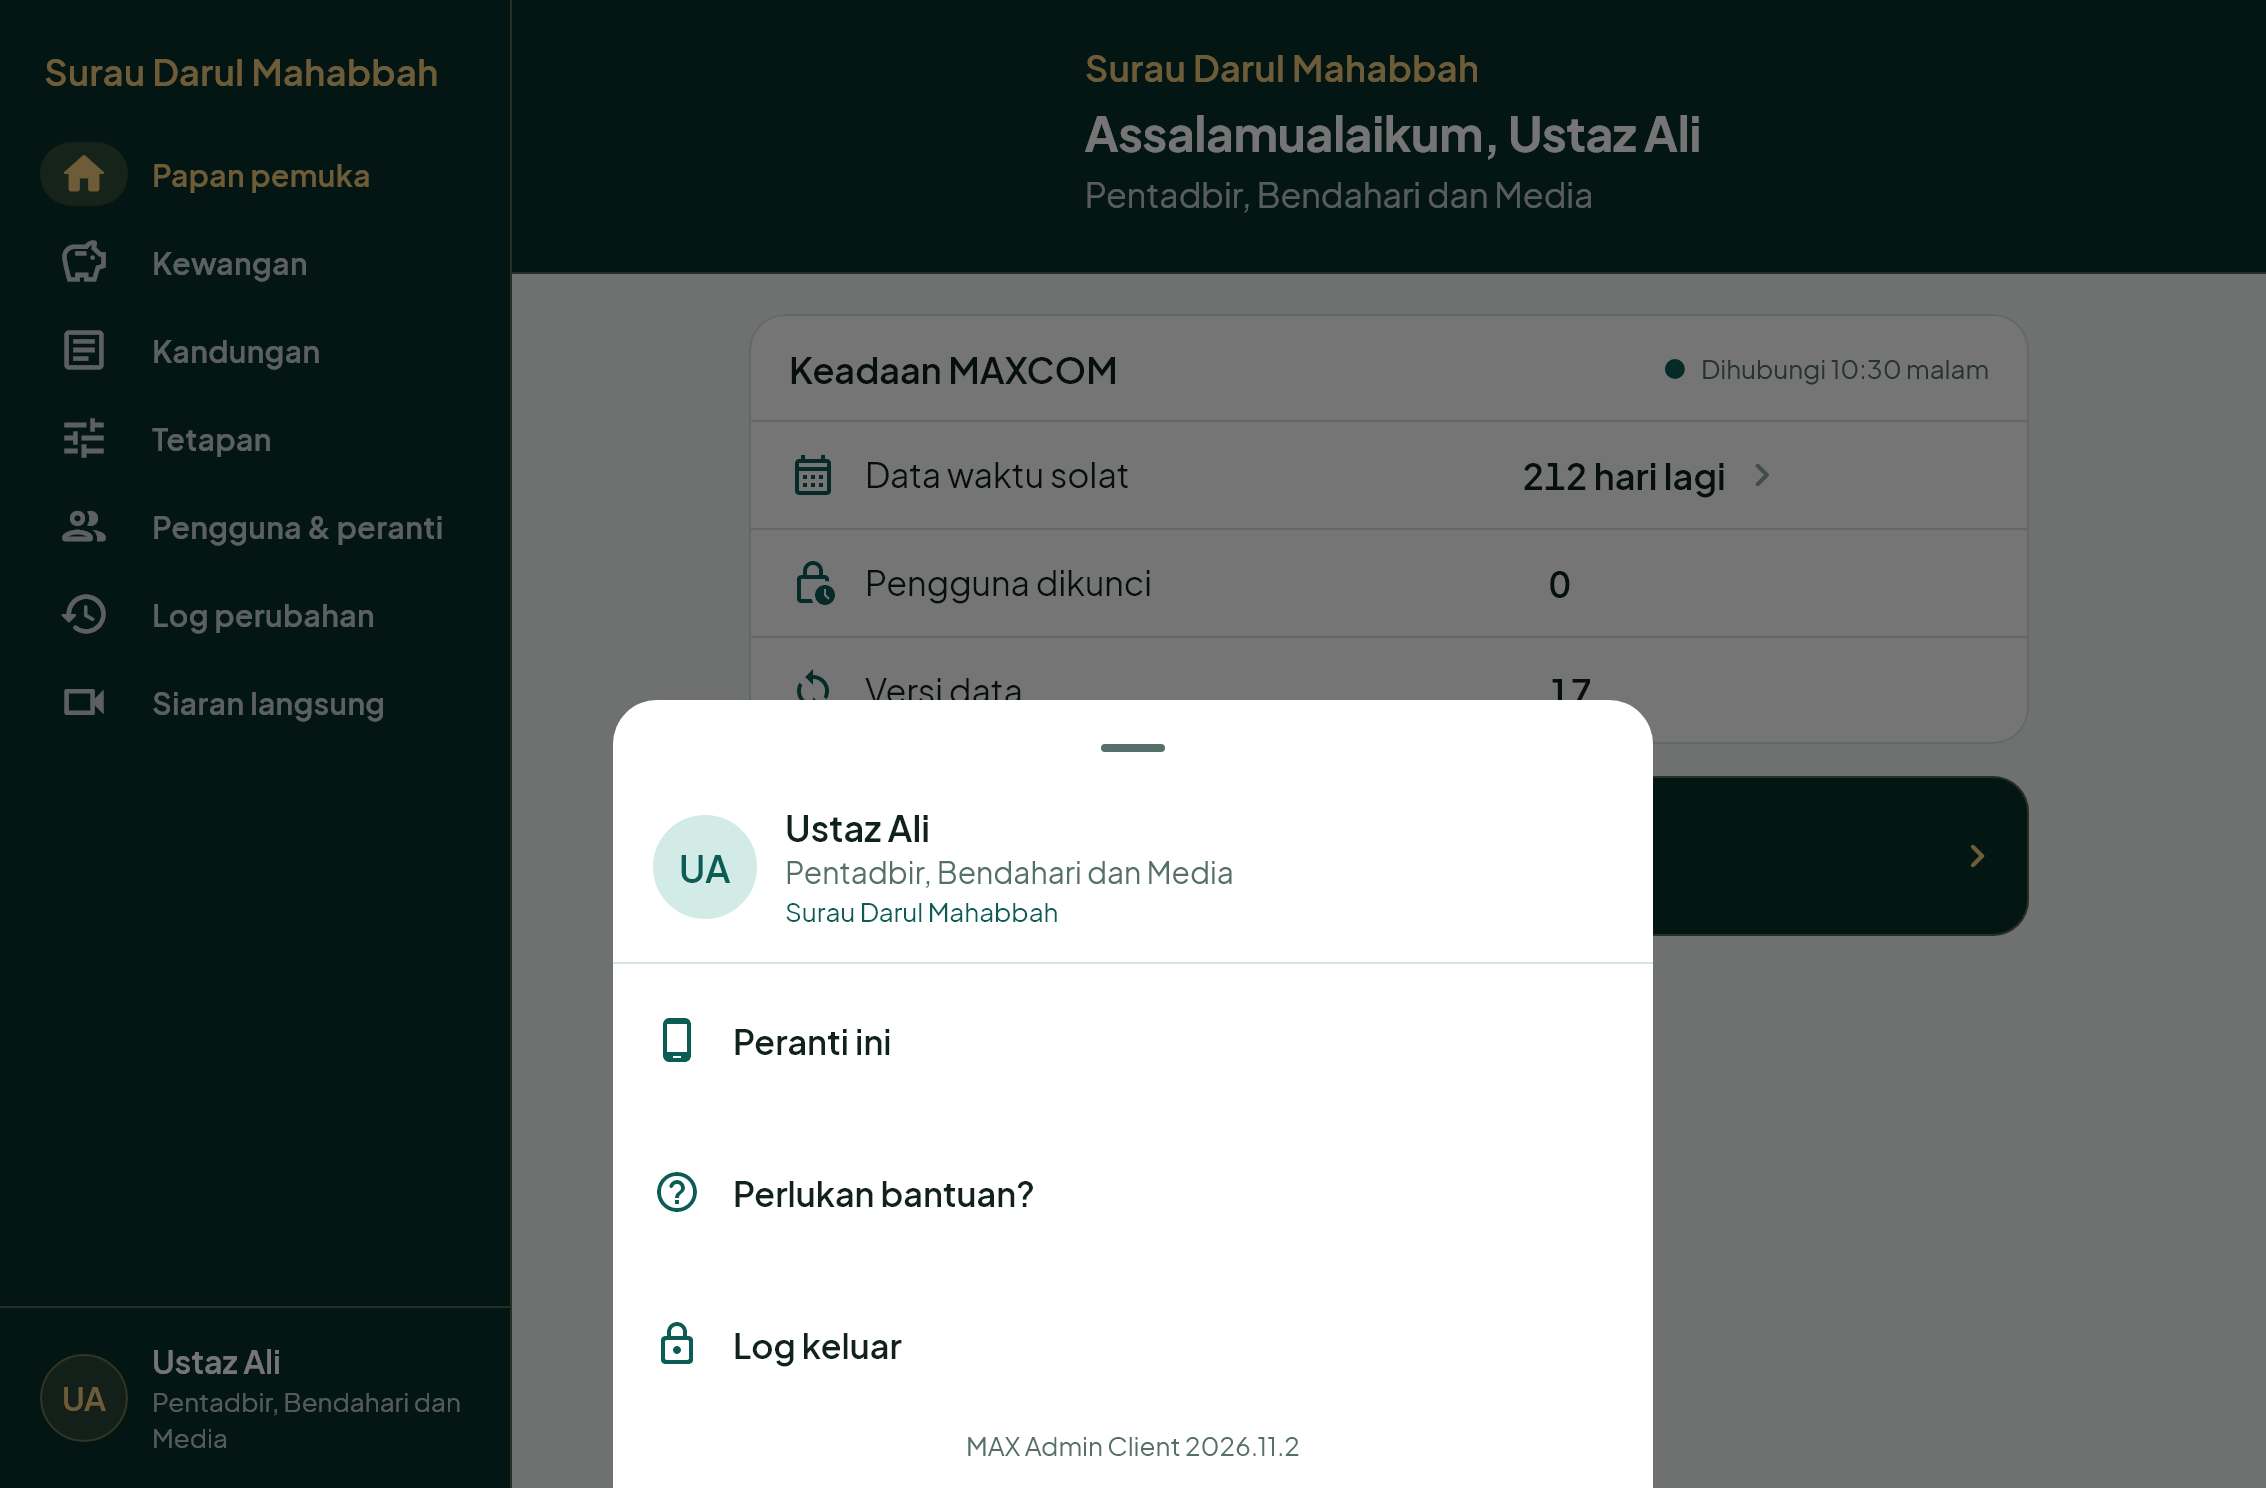 Surau Darul Mahabbah
Papan pemuka
Kewangan
Kandungan
Tetapan
Pengguna & peranti
Log perubahan
Siaran langsung
UA
Ustaz Ali
Pentadbir, Bendahari dan
Media
Surau Darul Mahabbah
Assalamualaikum, Ustaz Ali
Pentadbir, Bendahari dan Media
Keadaan MAXCOM
Dihubungi 10:30 malam
Data waktu solat
212 hari lagi
Pengguna dikunci
0
Versi data
17
UA
Ustaz Ali
Pentadbir, Bendahari dan Media
Surau Darul Mahabbah
Peranti ini
Perlukan bantuan?
Log keluar
MAX Admin Client 2026.11.2